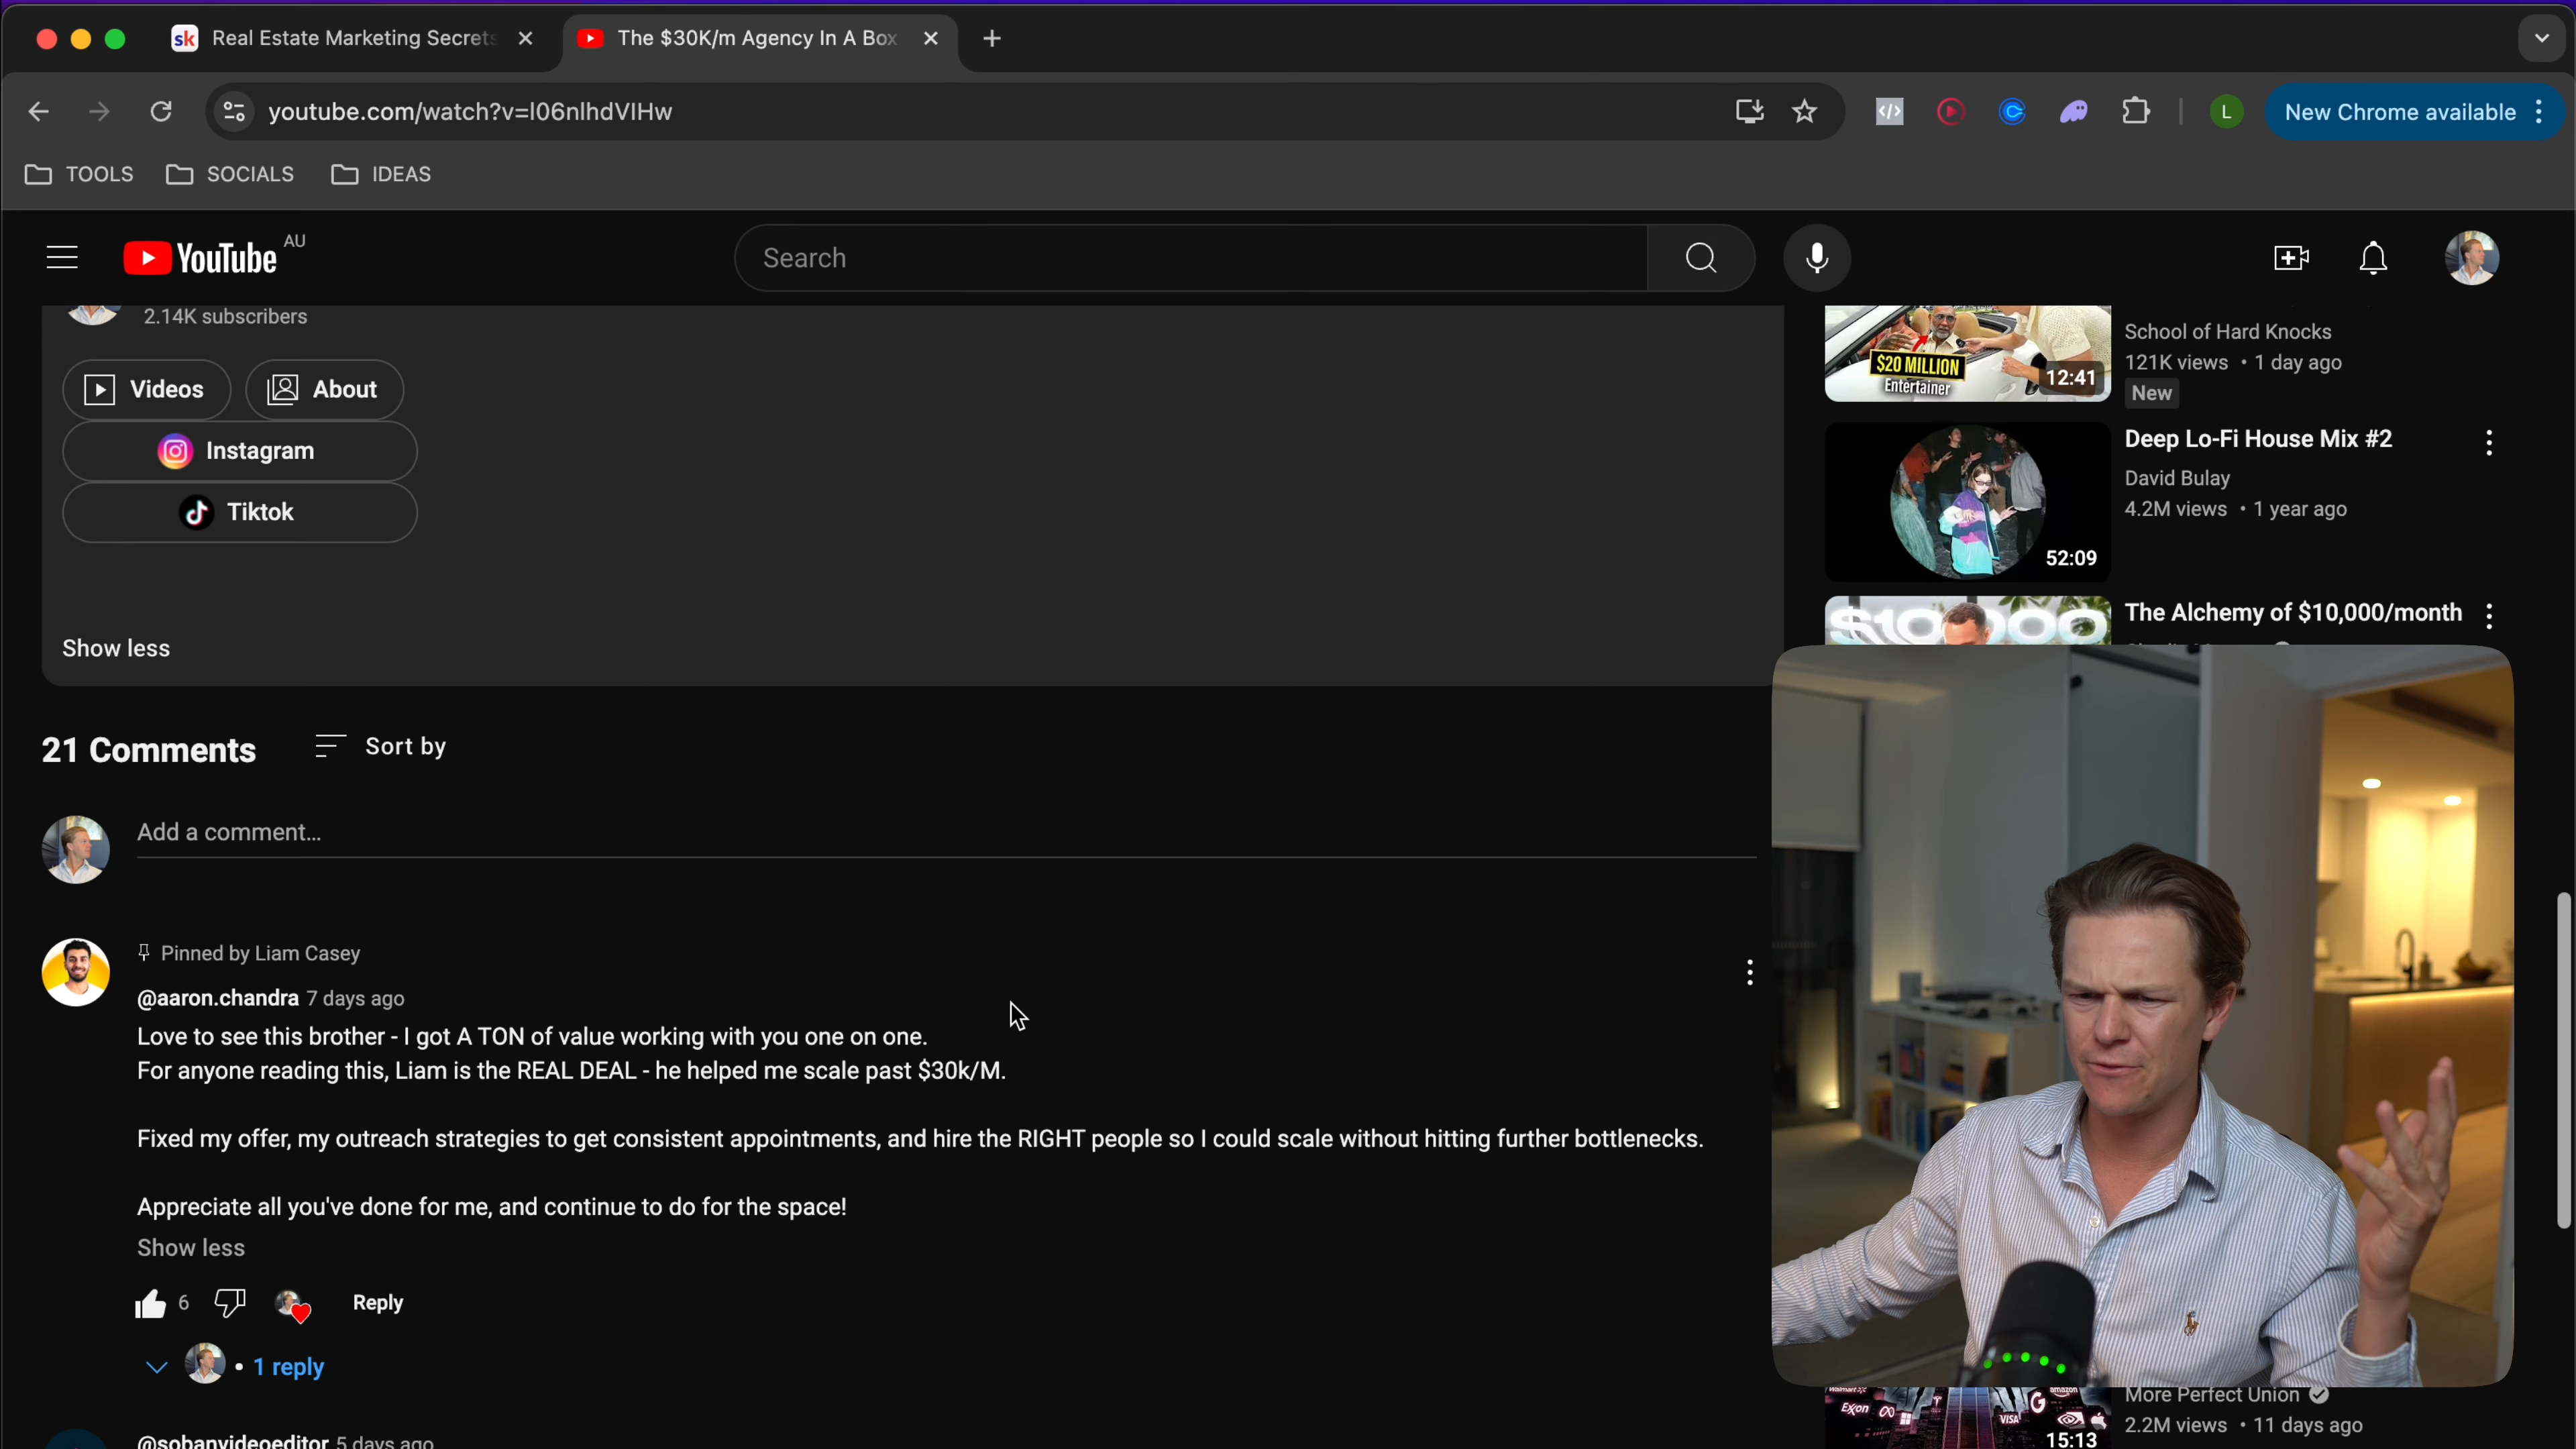 sk Real Estate Marketing Secrets
The $30K/m Agency In A Box
youtube.com/watch?v=l06nlhdVIHw
L
New Chrome available
TOOLS
SOCIALS
IDEAS
YouTube AU
Search
2.14K subscribers
Videos
About
Instagram
Tiktok
Show less
21 Comments
Sort by
Add a comment...
Pinned by Liam Casey
@aaron.chandra 7 days ago
Love to see this brother - I got A TON of value working with you one on one.
For anyone reading this, Liam is the REAL DEAL - he helped me scale past $30k/M.
Fixed my offer, my outreach strategies to get consistent appointments, and hire the RIGHT people so I could scale without hitting further bottlenecks.
Appreciate all you've done for me, and continue to do for the space!
Show less
6
Reply
• 1 reply
@sobanvideoeditor 5 days ago
$20 MILLION
Entertainer
12:41
School of Hard Knocks
121K views • 1 day ago
New
52:09
Deep Lo-Fi House Mix #2
David Bulay
4.2M views • 1 year ago
$10,000
The Alchemy of $10,000/month
Walmart
Exxon
VISA
G
amazon
15:13
More Perfect Union
2.2M views • 11 days ago